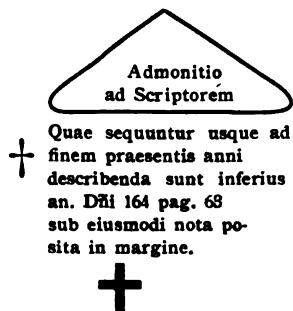 Admonitio
ad Scriptorem
Quae sequuntur usque ad
finem praesentis anni
describenda sunt inferius
an. Dñi 164 pag. 63
sub eiusmodi nota po-
sita in margine.